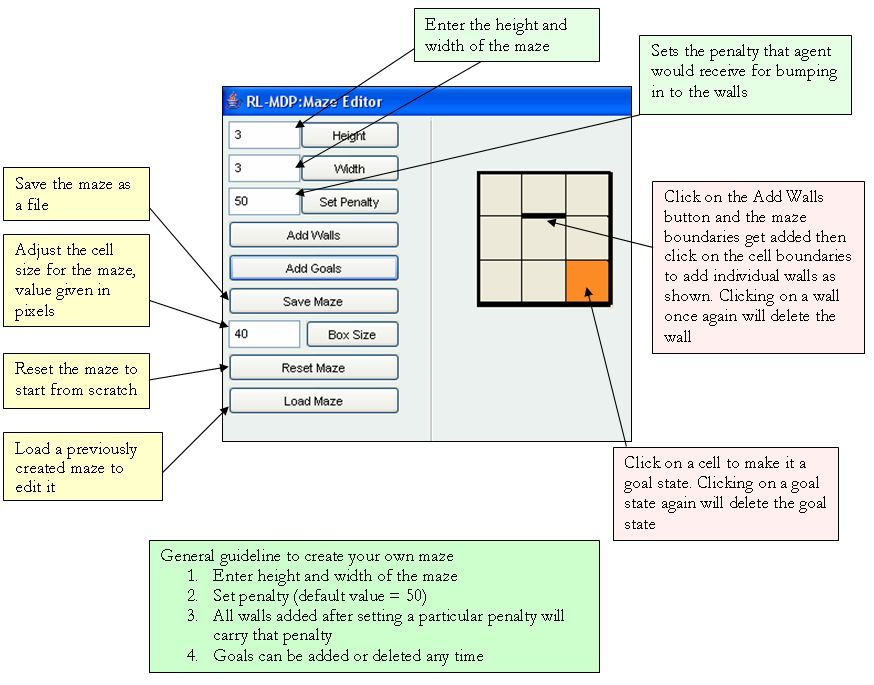 Enter the height and
width of the maze
Sets the penalty that agent
would receive for bumping
in to the walls
RL-MDP:Maze Editor
3
Height
3
Width
50
Set Penalty
Add Walls
Add Goals
Save Maze
40
Box Size
Reset Maze
Load Maze
Save the maze as
a file
Adjust the cell
size for the maze,
value given in
pixels
Reset the maze to
start from scratch
Load a previously
created maze to
edit it
Click on the Add Walls
button and the maze
boundaries get added then
click on the cell boundaries
to add individual walls as
shown. Clicking on a wall
once again will delete the
wall
Click on a cell to make it a
goal state. Clicking on a goal
state again will delete the goal
state
General guideline to create your own maze
1. Enter height and width of the maze
2. Set penalty (default value = 50)
3. All walls added after setting a particular penalty will
carry that penalty
4. Goals can be added or deleted any time